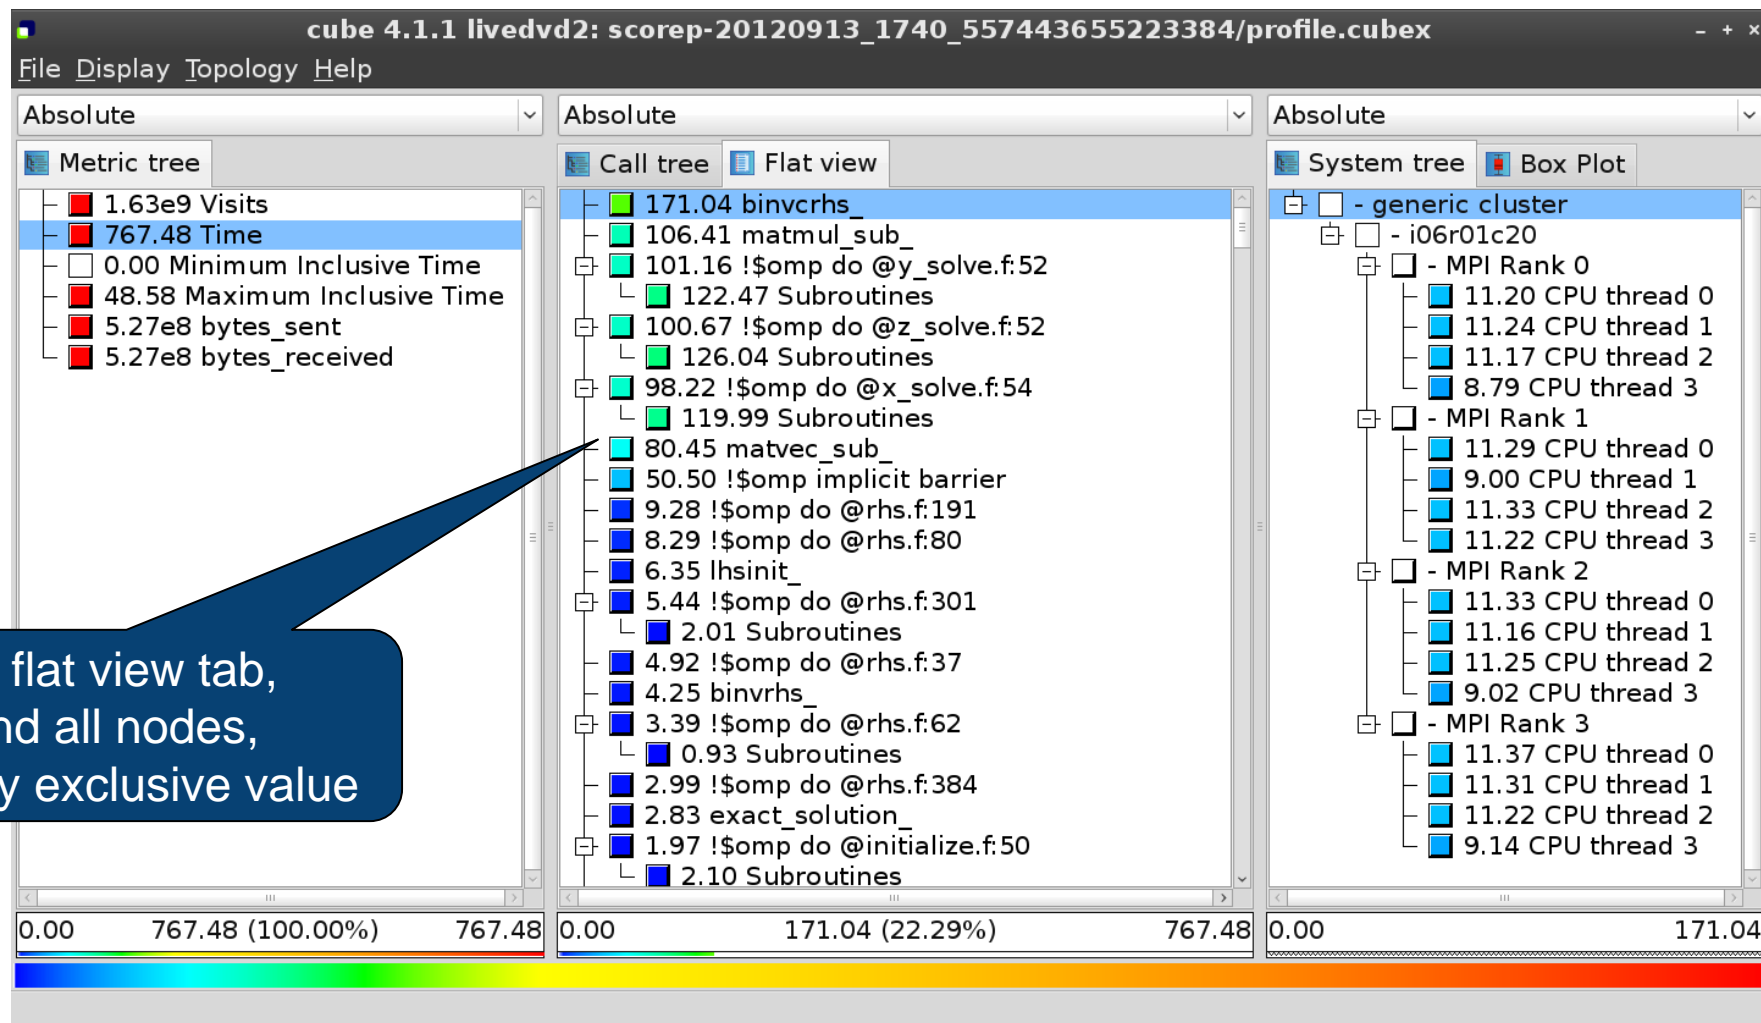 cube 4.1.1 livedvd2: scorep-20120913_1740_557443655223384/profile.cubex
File Display Topology Help
Absolute
Metric tree
1.63e9 Visits
767.48 Time
0.00 Minimum Inclusive Time
48.58 Maximum Inclusive Time
5.27e8 bytes_sent
5.27e8 bytes_received
flat view tab,
all nodes,
exclusive value
0.00 767.48 (100.00%) 767.48
Absolute
Call tree Flat view
171.04 binvcrhs_
106.41 matmul_sub_
101.16 !$omp do @y_solve.f:52
122.47 Subroutines
100.67 !$omp do @z_solve.f:52
126.04 Subroutines
98.22 !$omp do @x_solve.f:54
119.99 Subroutines
80.45 matvec_sub_
50.50 !$omp implicit barrier
9.28 !$omp do @rhs.f:191
8.29 !$omp do @rhs.f:80
6.35 lhsinit_
5.44 !$omp do @rhs.f:301
2.01 Subroutines
4.92 !$omp do @rhs.f:37
4.25 binvrhs_
3.39 !$omp do @rhs.f:62
0.93 Subroutines
2.99 !$omp do @rhs.f:384
2.83 exact_solution_
1.97 !$omp do @initialize.f:50
2.10 Subroutines
0.00 171.04 (22.29%) 767.48
Absolute
System tree Box Plot
- generic cluster
- i06r01c20
- MPI Rank 0
11.20 CPU thread 0
11.24 CPU thread 1
11.17 CPU thread 2
8.79 CPU thread 3
- MPI Rank 1
11.29 CPU thread 0
9.00 CPU thread 1
11.33 CPU thread 2
11.22 CPU thread 3
- MPI Rank 2
11.33 CPU thread 0
11.16 CPU thread 1
11.25 CPU thread 2
9.02 CPU thread 3
- MPI Rank 3
11.37 CPU thread 0
11.31 CPU thread 1
11.22 CPU thread 2
9.14 CPU thread 3
0.00 171.04